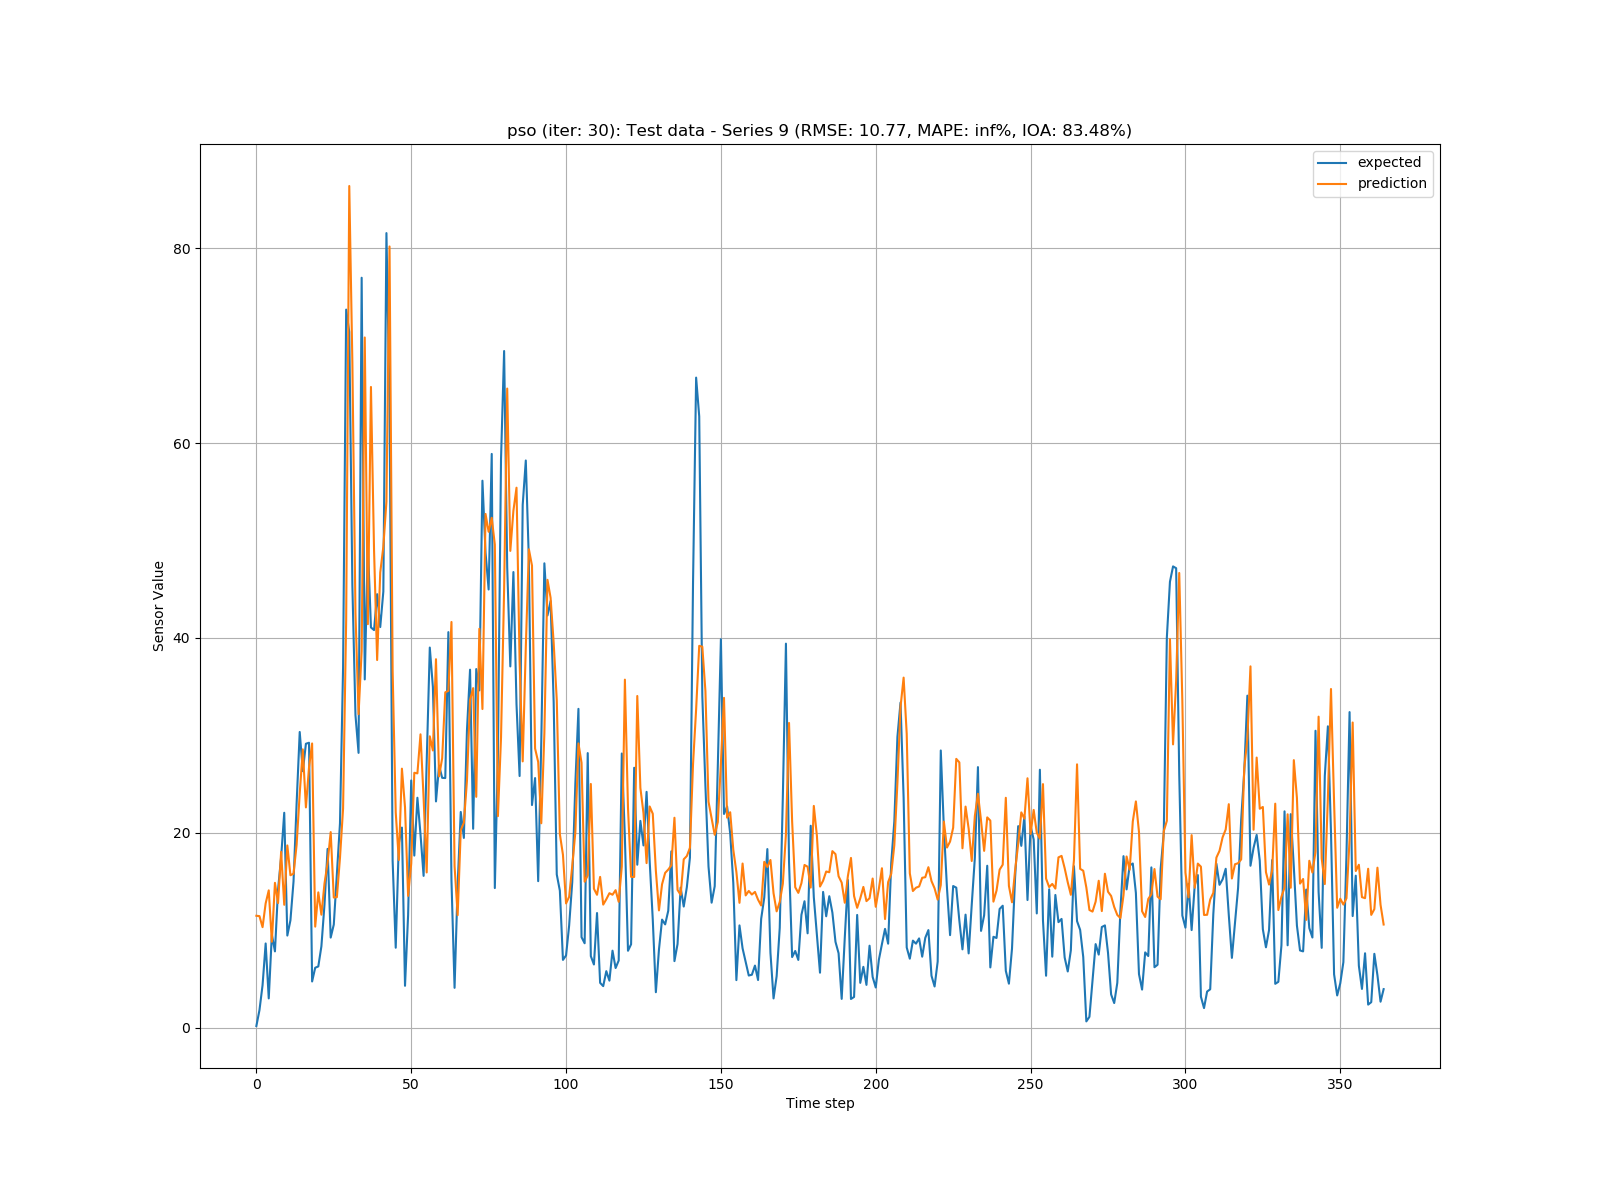 pso (iter: 30): Test data - Series 9 (RMSE: 10.77, MAPE: inf%, IOA: 83.48%)
expected
prediction
80
60
40
20
0
Sensor Value
0 50 100 150 200 250 300 350
Time step